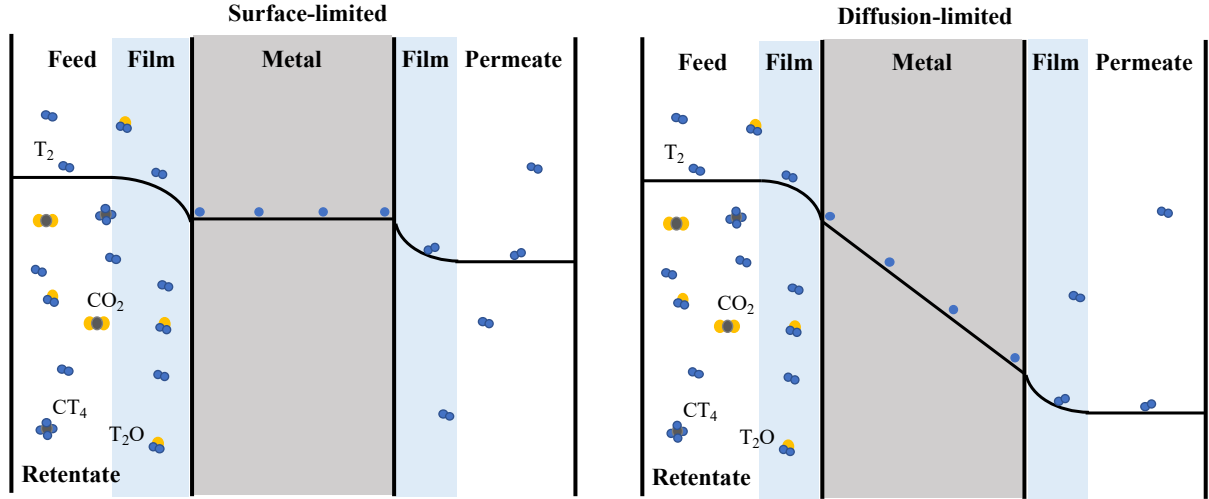 Surface-limited
Feed Film Metal Film Permeate
T2
CO2
CT4
T2O
Retentate
Diffusion-limited
Feed Film Metal Film Permeate
T2
CO2
CT4
T2O
Retentate